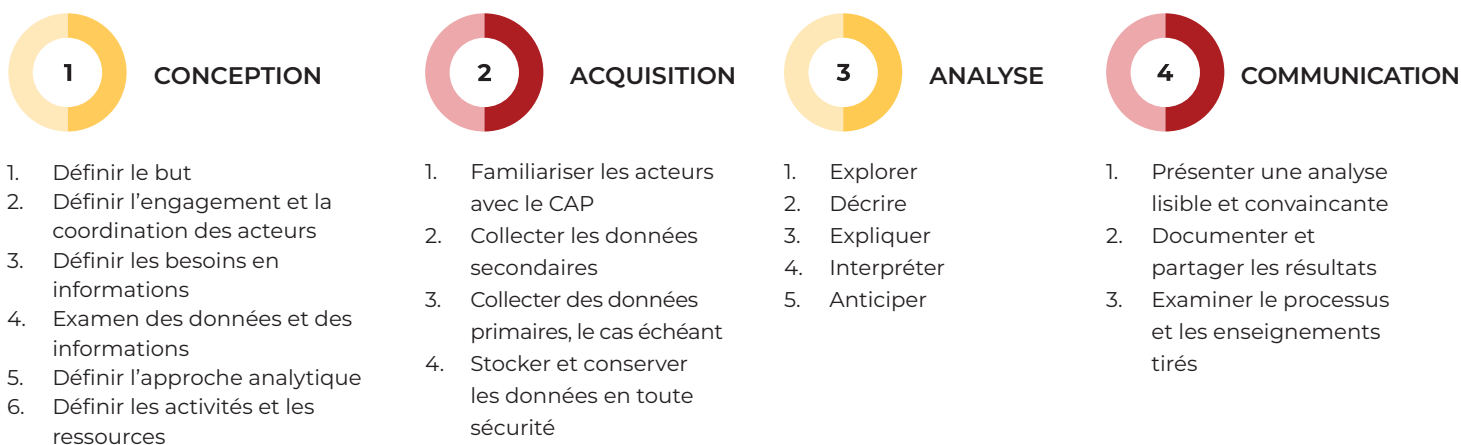 1 CONCEPTION
1. Définir le but
2. Définir l’engagement et la
coordination des acteurs
3. Définir les besoins en
informations
4. Examen des données et des
informations
5. Définir l’approche analytique
6. Définir les activités et les
ressources
2 ACQUISITION
1. Familiariser les acteurs
avec le CAP
2. Collecter les données
secondaires
3. Collecter des données
primaires, le cas échéant
4. Stocker et conserver
les données en toute
sécurité
3 ANALYSE
1. Explorer
2. Décrire
3. Expliquer
4. Interpréter
5. Anticiper
4 COMMUNICATION
1. Présenter une analyse
lisible et convaincante
2. Documenter et
partager les résultats
3. Examiner le processus
et les enseignements
tirés